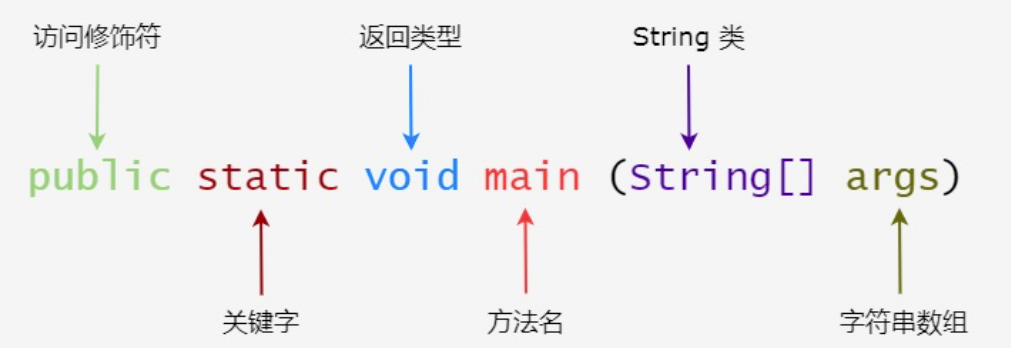 访问修饰符 返回类型 String 类
public static void main (String[] args)
关键字 方法名 字符串数组